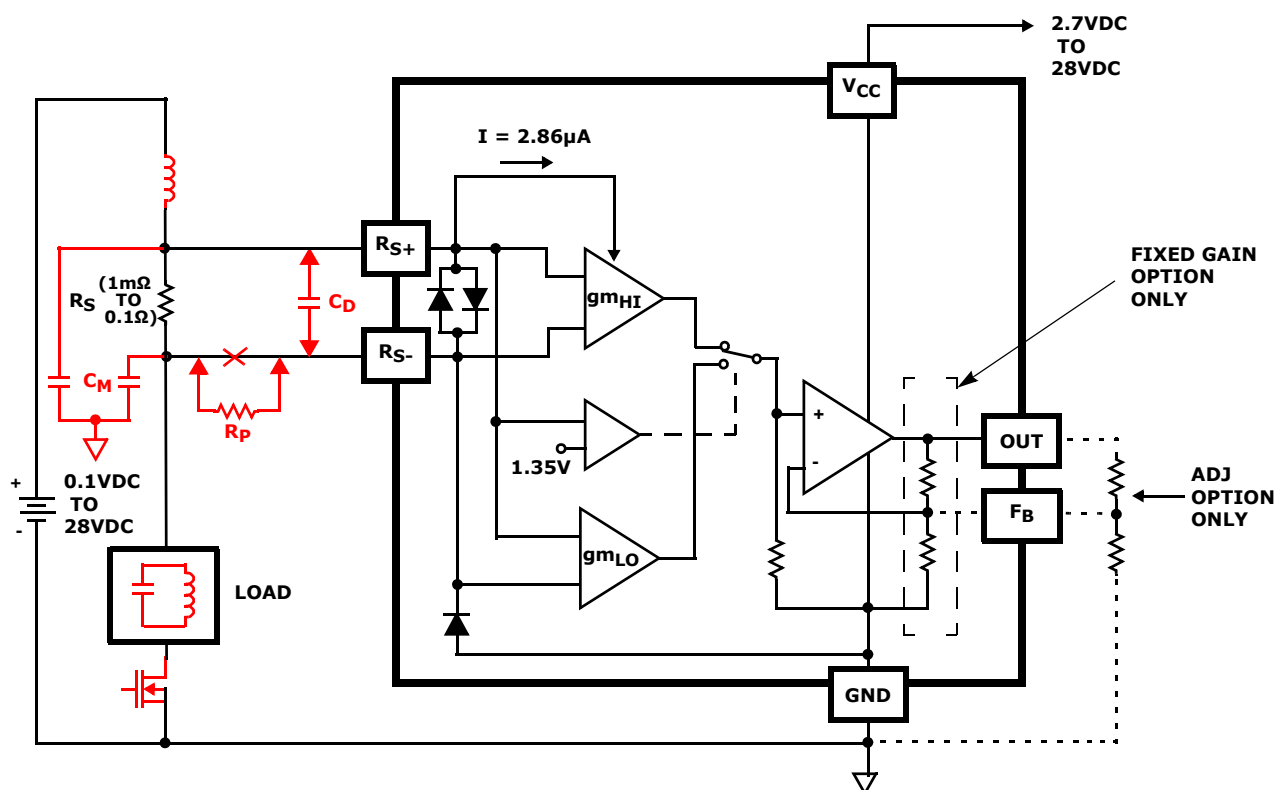 2.7VDC
TO
28VDC
VCC
I = 2.86µA
RS+
gmHI
FIXED GAIN
OPTION
ONLY
RS
(1mΩ
TO
0.1Ω)
CD
RS-
CM
RP
+
-
1.35V
OUT
FB
ADJ
OPTION
ONLY
+
-
0.1VDC
TO
28VDC
gmLO
LOAD
GND